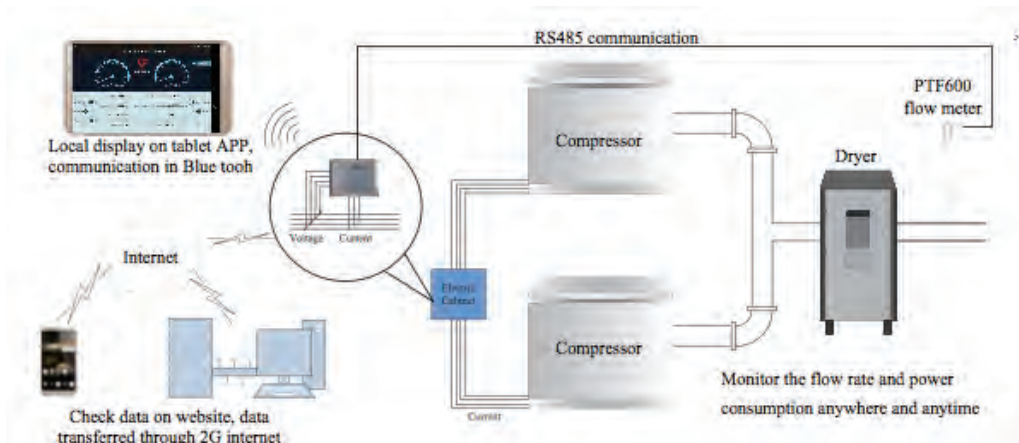 RS485 communication
PTF600
flow meter
Local display on tablet APP,
communication in Blue tooh
Compressor
Dryer
Voltage
Current
Internet
Electric
Cabinet
Compressor
Monitor the flow rate and power
consumption anywhere and anytime
Current
Check data on website, data
transferred through 2G internet